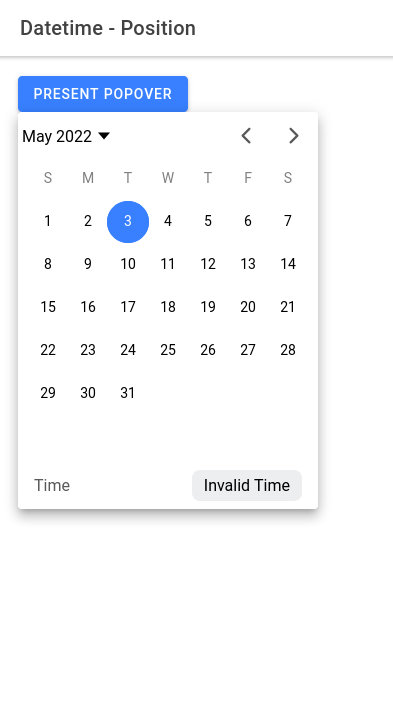 Datetime - Position
PRESENT POPOVER
May 2022
S M T W T F S
1 2 3 4 5 6 7
8 9 10 11 12 13 14
15 16 17 18 19 20 21
22 23 24 25 26 27 28
29 30 31
Time Invalid Time